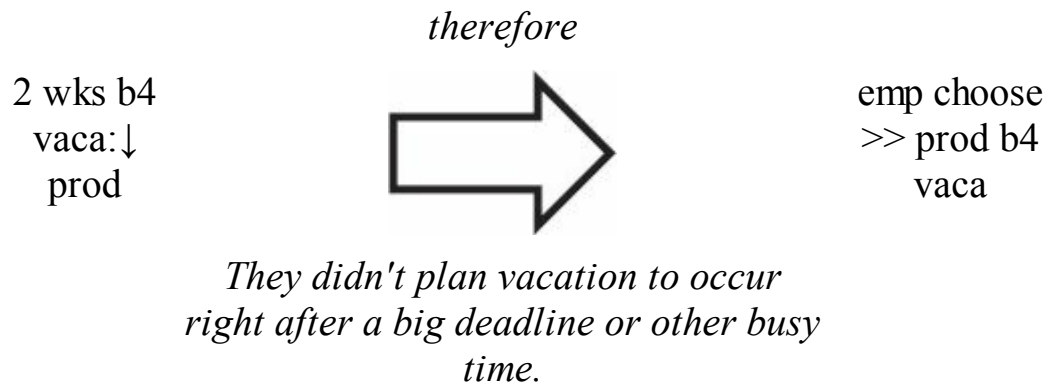 therefore
2 wks b4
vaca:↓
prod
emp choose
>> prod b4
vaca
They didn't plan vacation to occur
right after a big deadline or other busy
time.